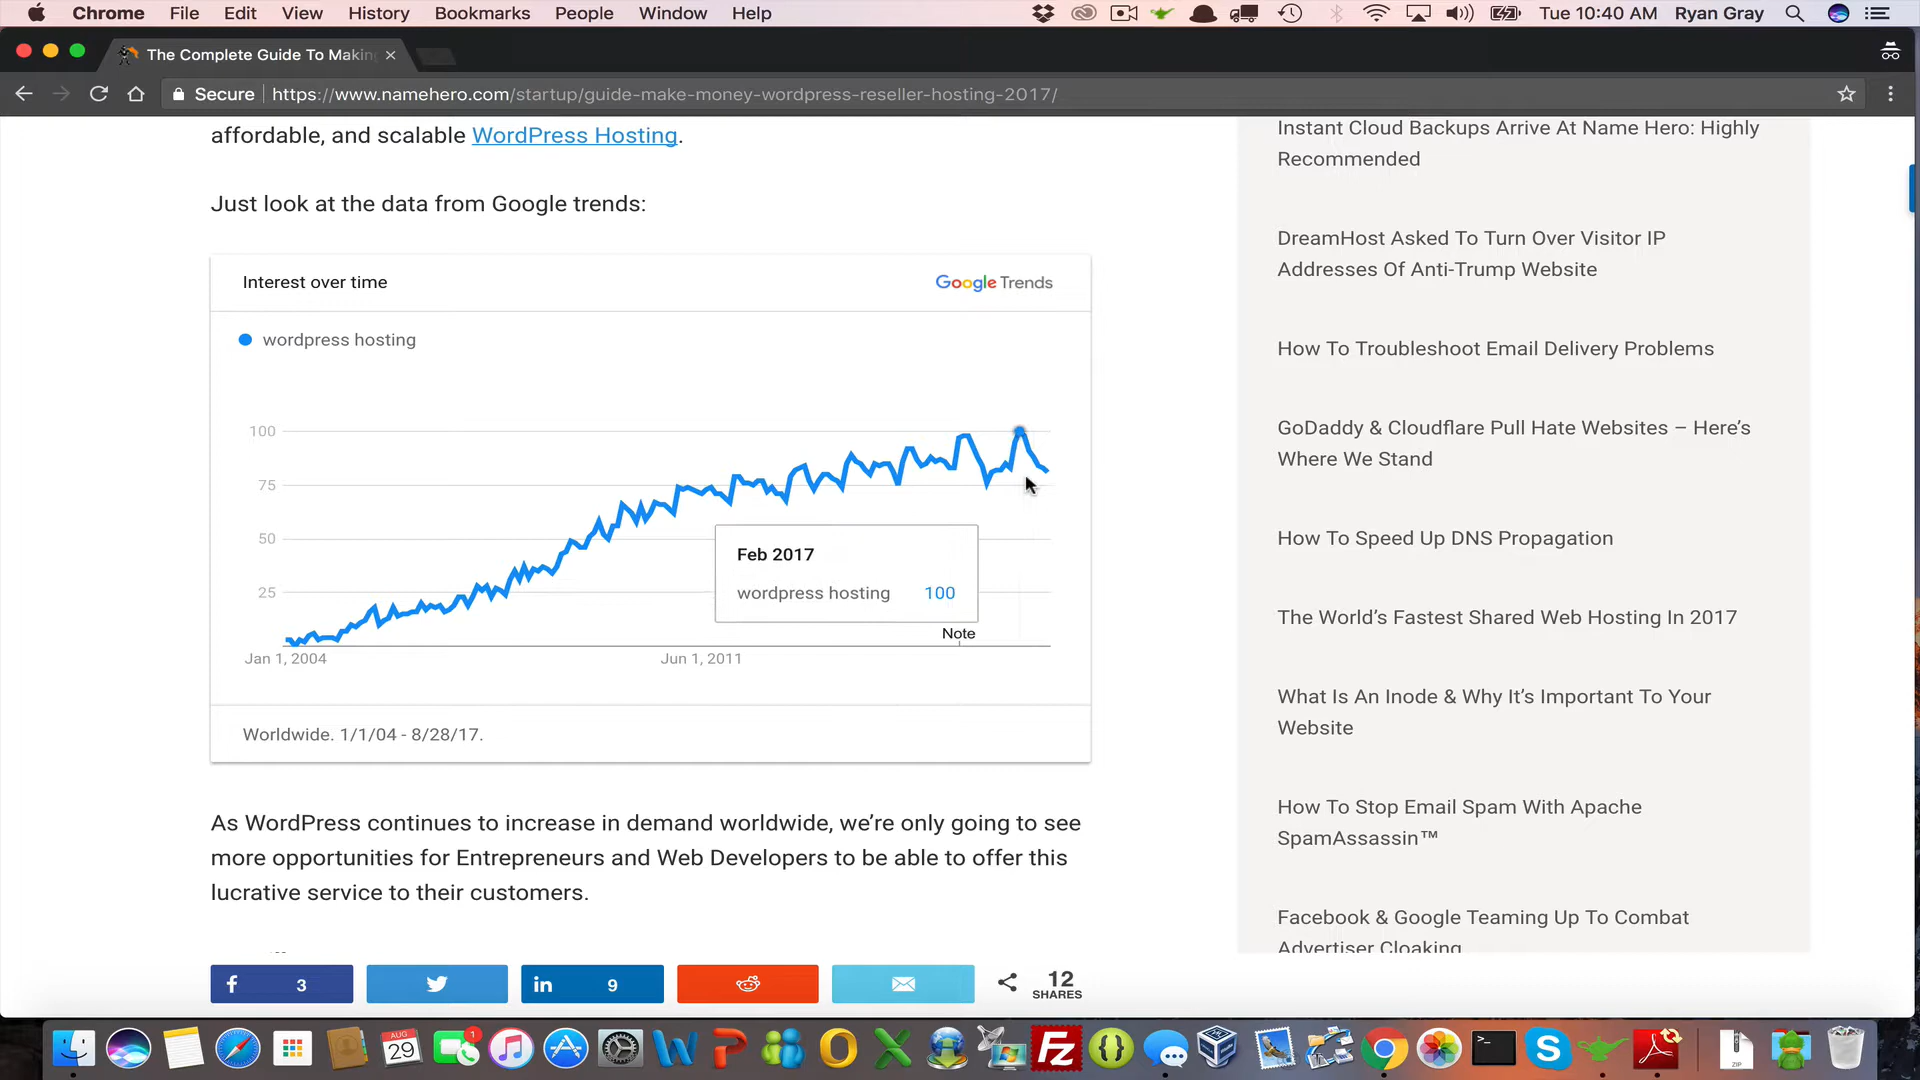 Chrome File Edit View History Bookmarks People Window Help Tue 10:40 AM Ryan Gray
The Complete Guide To Making
Secure https://www.namehero.com/startup/guide-make-money-wordpress-reseller-hosting-2017/
affordable, and scalable WordPress Hosting.
Just look at the data from Google trends:
Interest over time
Google Trends
wordpress hosting
100
75
50
25
Feb 2017
wordpress hosting 100
Note
Jan 1, 2004
Jun 1, 2011
Worldwide. 1/1/04 - 8/28/17.
As WordPress continues to increase in demand worldwide, we’re only going to see
more opportunities for Entrepreneurs and Web Developers to be able to offer this
lucrative service to their customers.
3
9
12
SHARES
Instant Cloud Backups Arrive At Name Hero: Highly
Recommended
DreamHost Asked To Turn Over Visitor IP
Addresses Of Anti-Trump Website
How To Troubleshoot Email Delivery Problems
GoDaddy & Cloudflare Pull Hate Websites – Here’s
Where We Stand
How To Speed Up DNS Propagation
The World’s Fastest Shared Web Hosting In 2017
What Is An Inode & Why It’s Important To Your
Website
How To Stop Email Spam With Apache
SpamAssassin™
Facebook & Google Teaming Up To Combat
Advertiser Cloaking
AUG
29
1
ZIP